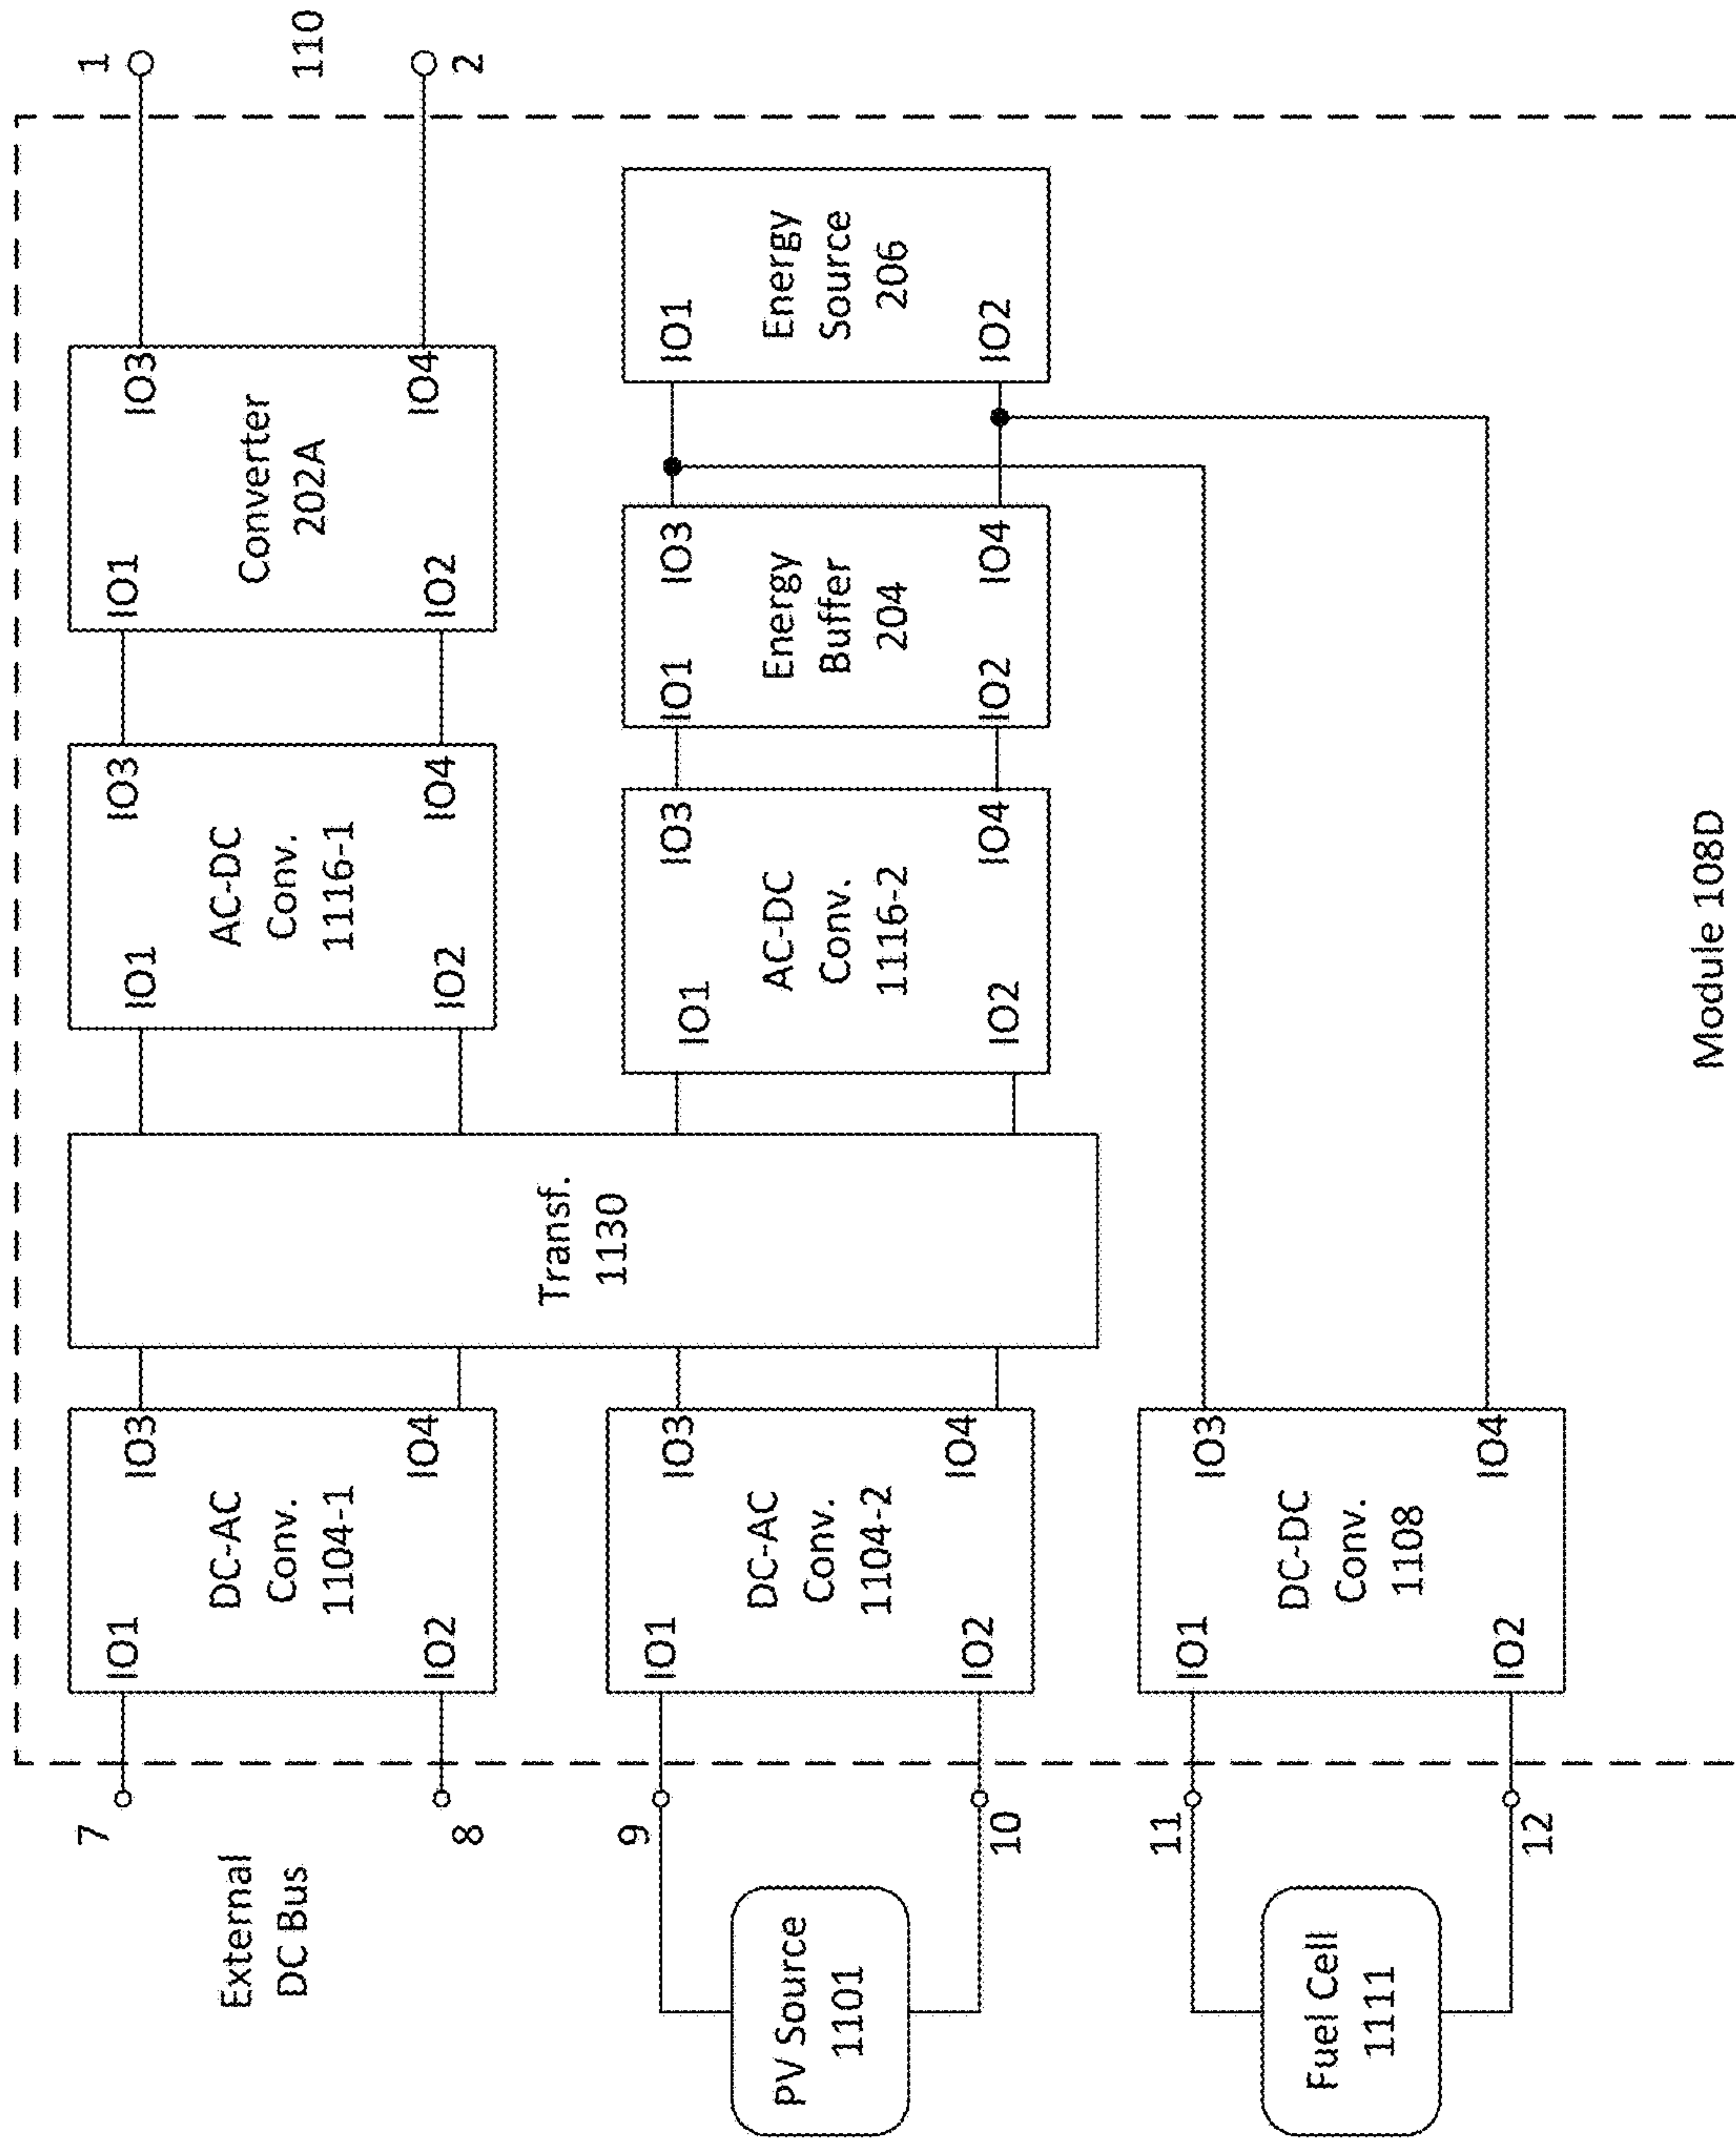 External
DC Bus
7
8
IO1
IO2
DC-AC
Conv.
1104-1
IO3
IO4
Transf.
1130
IO1
IO2
AC-DC
Conv.
1116-1
IO3
IO4
IO1
IO2
Converter
202A
IO3
IO4
1
110
2
PV Source
1101
9
10
IO1
IO2
DC-AC
Conv.
1104-2
IO3
IO4
IO1
IO2
AC-DC
Conv.
1116-2
IO3
IO4
IO1
IO2
Energy
Buffer
204
IO3
IO4
IO1
IO2
Energy
Source
206
Fuel Cell
1111
11
12
IO1
IO2
DC-DC
Conv.
1108
IO3
IO4
Module 108D